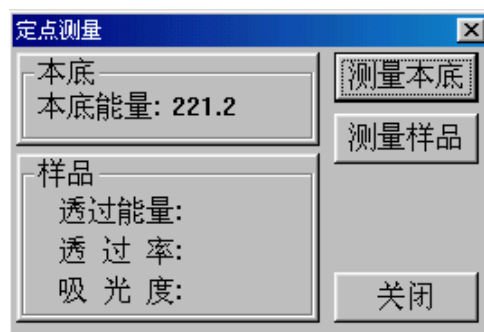 定点测量
本底
本底能量: 221.2
测量本底
测量样品
样品
透过能量:
透 过 率:
吸 光 度:
关闭